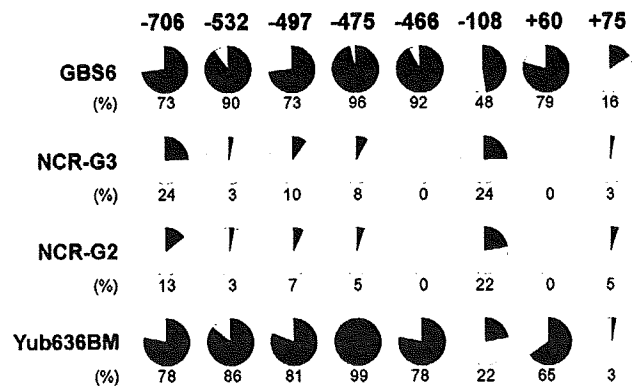 -706 -532 -497 -475 -466 -108 +60 +75
GBS6
(%) 73 90 73 96 92 48 79 16
NCR-G3
(%) 24 3 10 8 0 24 0 3
NCR-G2
(%) 13 3 7 5 0 22 0 5
Yub636BM
(%) 78 86 81 99 78 22 65 3